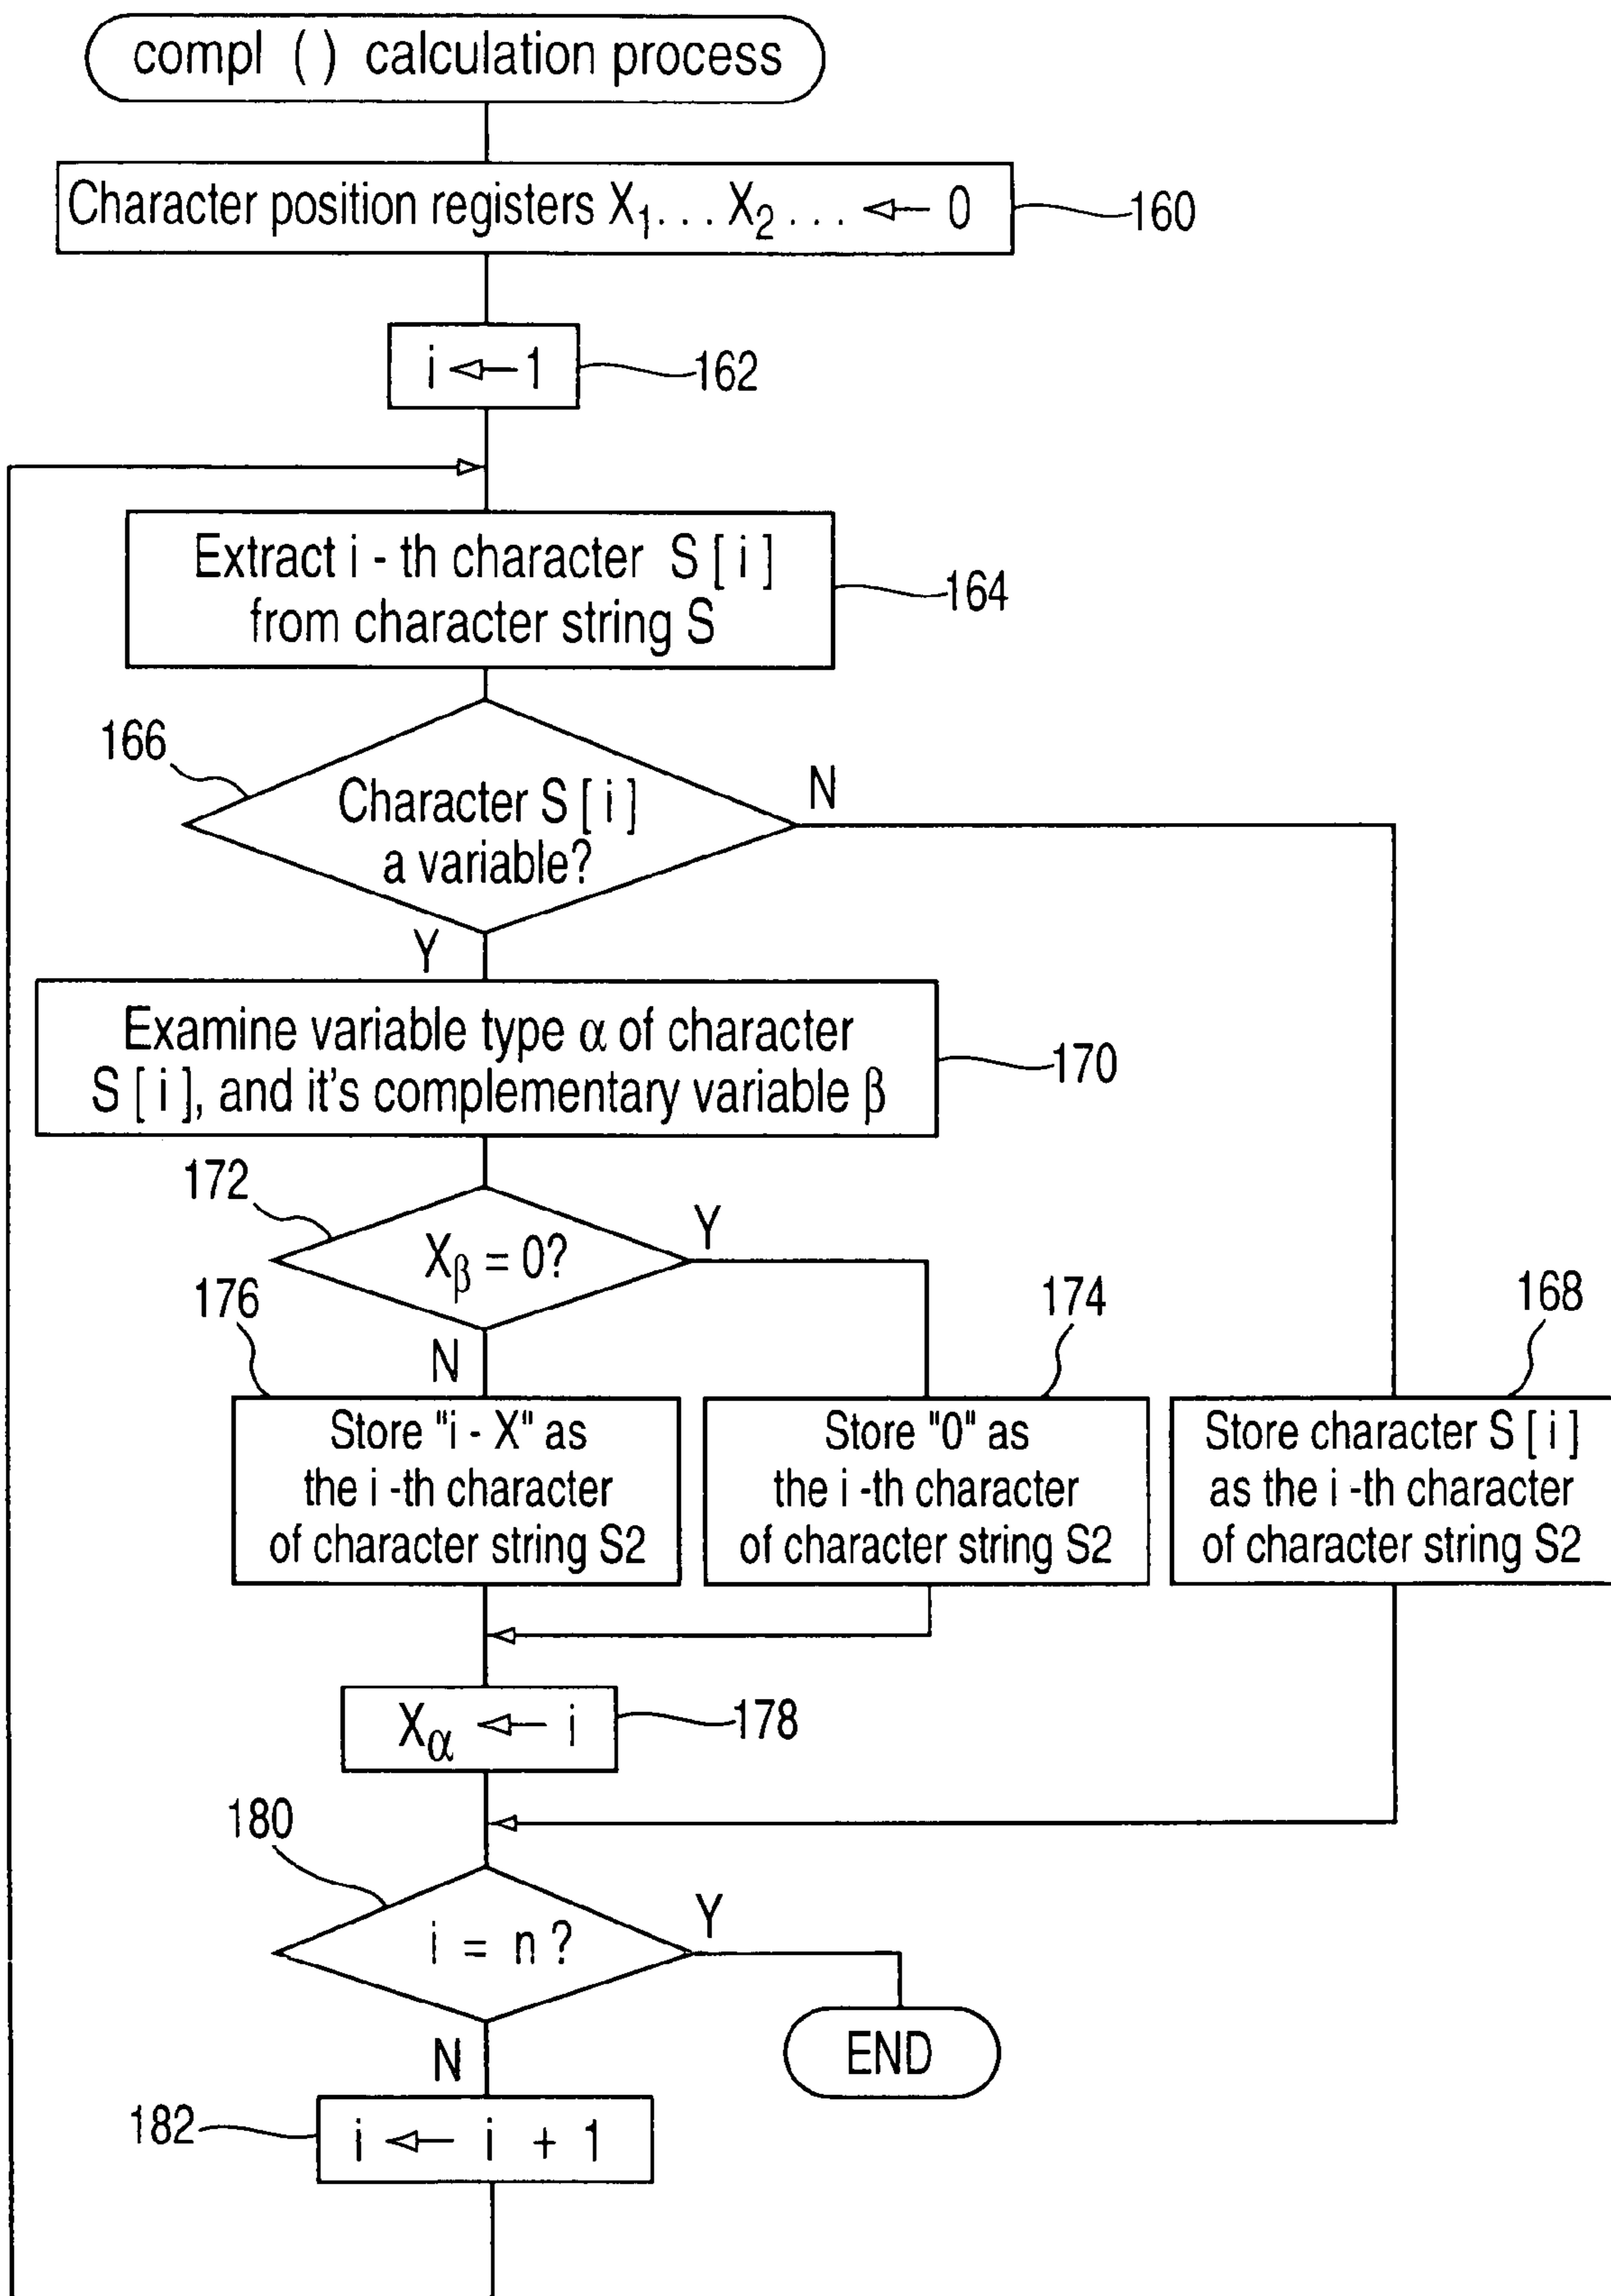 compl ( ) calculation process
Character position registers X₁. . . X₂ . . . ← 0
160
i ← 1
162
Extract i - th character S [ i ]
from character string S
164
166
Character S [ i ]
a variable?
N
Y
Examine variable type α of character
S [ i ], and it's complementary variable β
170
172
Xβ = 0?
Y
N
176
174
168
Store "i - X" as
the i -th character
of character string S2
Store "0" as
the i -th character
of character string S2
Store character S [ i ]
as the i -th character
of character string S2
Xα ← i
178
180
i = n ?
Y
N
END
182
i ← i + 1